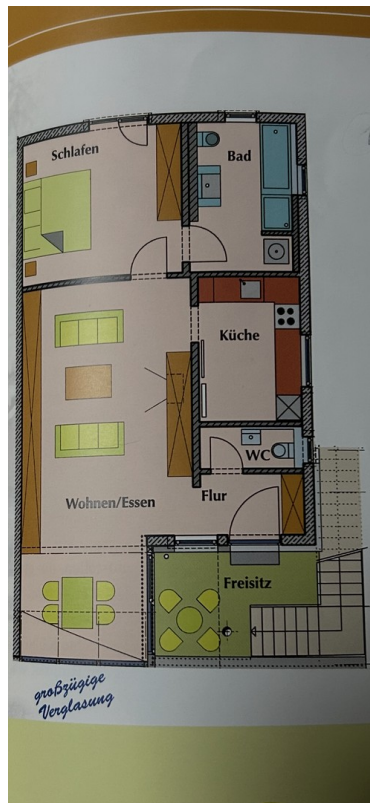 Schlafen
Bad
Küche
WC
Wohnen/Essen
Flur
Freisitz
großzügige
Verglasung